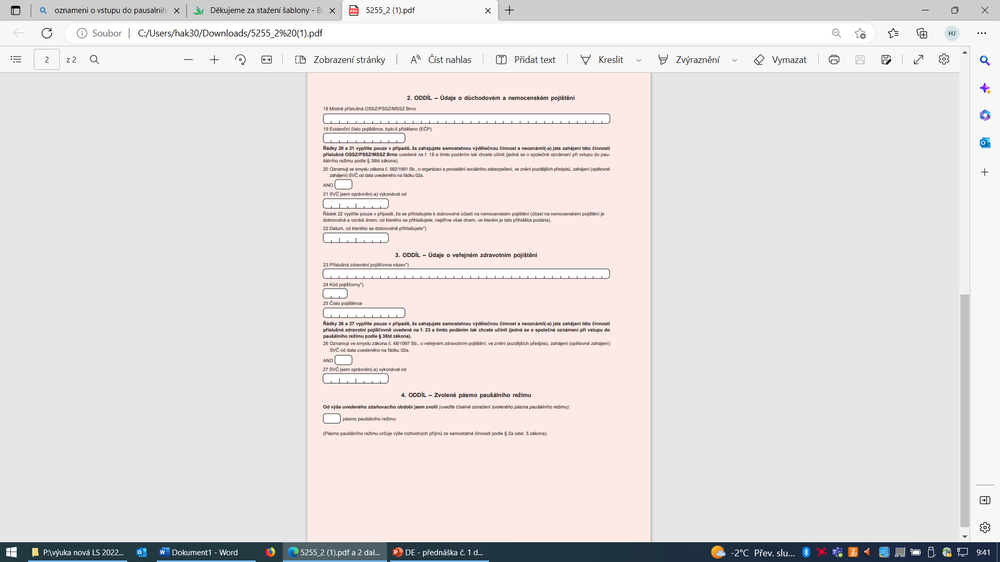 oznameni o vstupu do pausalnih
Děkujeme za stažení šablony - Bu
5255_2 (1).pdf
Soubor
C:/Users/hak30/Downloads/5255_2%20(1).pdf
HJ
2
z 2
Zobrazení stránky
Číst nahlas
Přidat text
Kreslit
Zvýraznění
Vymazat
2. ODDÍL – Údaje o důchodovém a nemocenském pojištění
18 Místně příslušná OSSZ/PSSZ/MSSZ Brno
19 Evidenční číslo pojištěnce, bylo-li přiděleno (EČP)
Řádky 20 a 21 vyplňte pouze v případě, že zahajujete samostatnou výdělečnou činnost a neoznámil(-a) jste zahájení této činnosti
příslušné OSSZ/PSSZ/MSSZ Brno uvedené na ř. 18 a tímto podáním tak chcete učinit (jedná se o společné oznámení při vstupu do pau-
šálního režimu podle § 38ld zákona).
20 Oznamuji ve smyslu zákona č. 582/1991 Sb., o organizaci a provádění sociálního zabezpečení, ve znění pozdějších předpisů, zahájení (opětovné
zahájení) SVČ od data uvedeného na řádku 02a.
ANO
21 SVČ jsem oprávněn(-a) vykonávat od
Řádek 22 vyplňte pouze v případě, že se přihlašujete k dobrovolné účasti na nemocenském pojištění (účast na nemocenském pojištění je
dobrovolná a vzniká dnem, od kterého se přihlašujete, nejdříve však dnem, ve kterém je tato přihláška podána).
22 Datum, od kterého se dobrovolně přihlašujete*)
3. ODDÍL – Údaje o veřejném zdravotním pojištění
23 Příslušná zdravotní pojišťovna název*)
24 Kód pojišťovny*)
25 Číslo pojištěnce
Řádky 26 a 27 vyplňte pouze v případě, že zahajujete samostatnou výdělečnou činnost a neoznámil(-a) jste zahájení této činnosti
příslušné zdravotní pojišťovně uvedené na ř. 23 a tímto podáním tak chcete učinit (jedná se o společné oznámení při vstupu do
paušálního režimu podle § 38ld zákona).
26 Oznamuji ve smyslu zákona č. 48/1997 Sb., o veřejném zdravotním pojištění, ve znění pozdějších předpisů, zahájení (opětovné zahájení)
SVČ od data uvedeného na řádku 02a.
ANO
27 SVČ jsem oprávněn(-a) vykonávat od
4. ODDÍL – Zvolené pásmo paušálního režimu
Od výše uvedeného zdaňovacího období jsem zvolil (uveďte číselné označení zvoleného pásma paušálního režimu):
pásmo paušálního režimu
(Pásmo paušálního režimu určuje výše rozhodných příjmů ze samostatné činnosti podle § 2a odst. 5 zákona).
P:\výuka nová LS 2022...
Dokument1 - Word
5255_2 (1).pdf a 2 dal...
DE - přednáška č. 1 d...
-2°C Přev. slu...
9:41